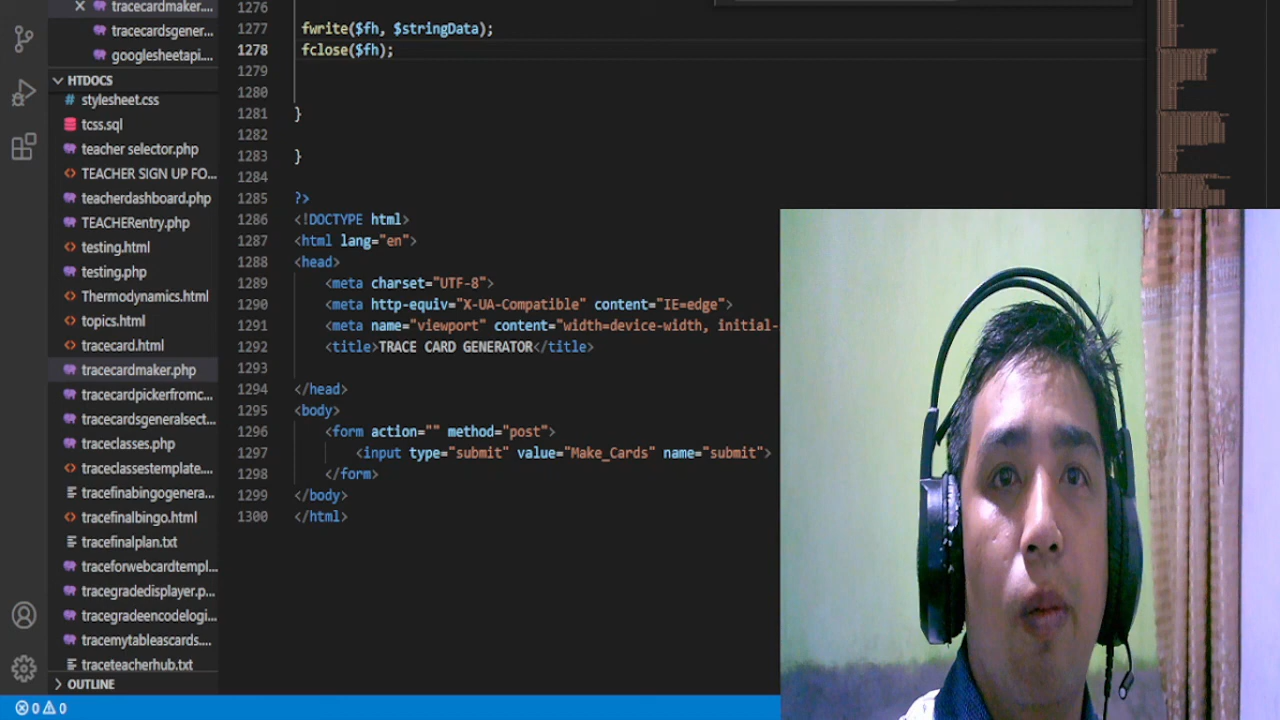 tracecardmaker....
tracecardsgener...
googlesheetapi....
HTDOCS
stylesheet.css
tcss.sql
teacher selector.php
TEACHER SIGN UP FO...
teacherdashboard.php
TEACHERentry.php
testing.html
testing.php
Thermodynamics.html
topics.html
tracecard.html
tracecardmaker.php
tracecardpickerfromc...
tracecardsgeneralsect...
traceclasses.php
traceclassestemplate....
tracefinabingogenera...
tracefinalbingo.html
tracefinalplan.txt
traceforwebcardtempl...
tracegradedisplayer.p...
tracegradeencodelogi...
tracemytableascards....
traceteacherhub.txt
OUTLINE
0 0
1276
1277 fwrite($fh, $stringData);
1278 fclose($fh);
1279
1280
1281 }
1282
1283 }
1284
1285 ?>
1286 <!DOCTYPE html>
1287 <html lang="en">
1288 <head>
1289 <meta charset="UTF-8">
1290 <meta http-equiv="X-UA-Compatible" content="IE=edge">
1291 <meta name="viewport" content="width=device-width, initial-
1292 <title>TRACE CARD GENERATOR</title>
1293
1294 </head>
1295 <body>
1296 <form action="" method="post">
1297 <input type="submit" value="Make_Cards" name="submit">
1298 </form>
1299 </body>
1300 </html>